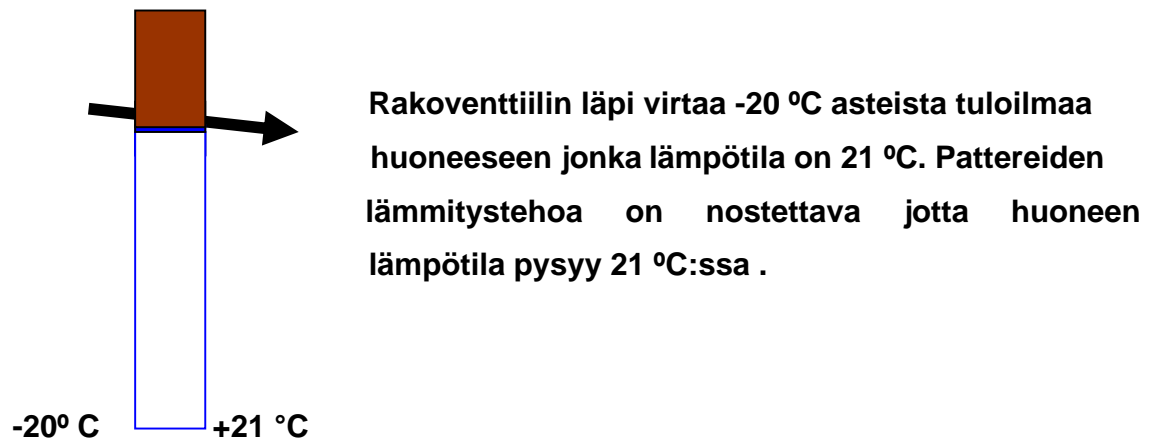 Rakoventtiilin läpi virtaa -20 ºC asteista tuloilmaa
huoneeseen jonka lämpötila on 21 ºC. Pattereiden
lämmitystehoa on nostettava jotta huoneen
lämpötila pysyy 21 ºC:ssa .
-20º C +21 °C